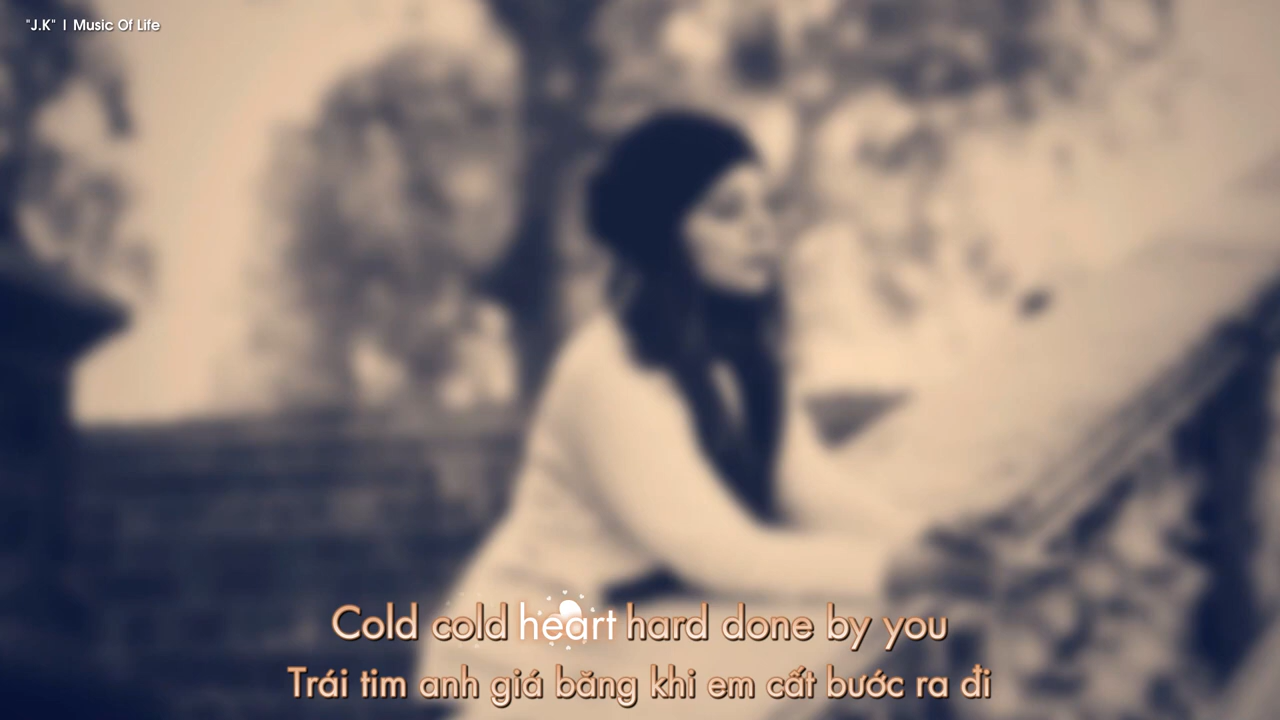 "J.K" | Music Of Life
Cold cold heart hard done by you
Trái tim anh giá băng khi em cất bước ra đi